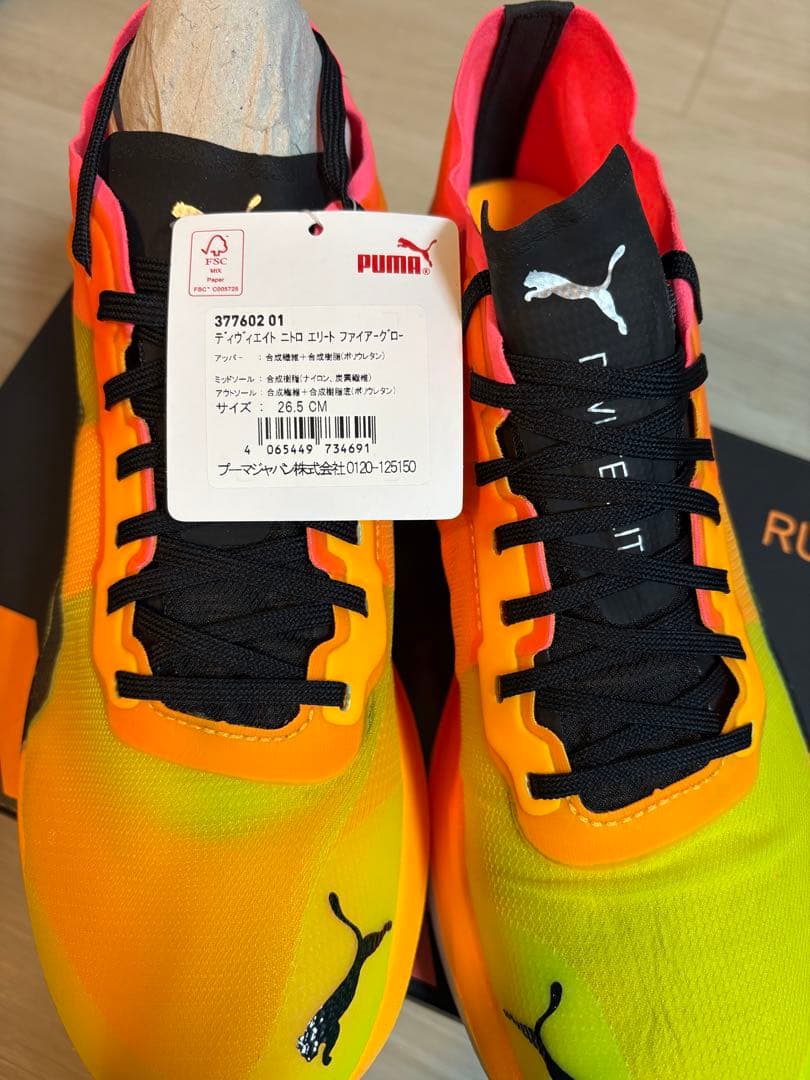 FSC
MIX
Paper
FSC® C005725
PUMA®
377602 01
ディヴィエイト ニトロ エリート ファイアーグロー
アッパー : 合成繊維+合成樹脂(ポリウレタン)
ミッドソール : 合成樹脂(ナイロン、炭素繊維)
アウトソール : 合成繊維+合成樹脂底(ポリウレタン)
サイズ : 26.5 CM
4 065449 734691
プーマジャパン株式会社 0120-125150
RU